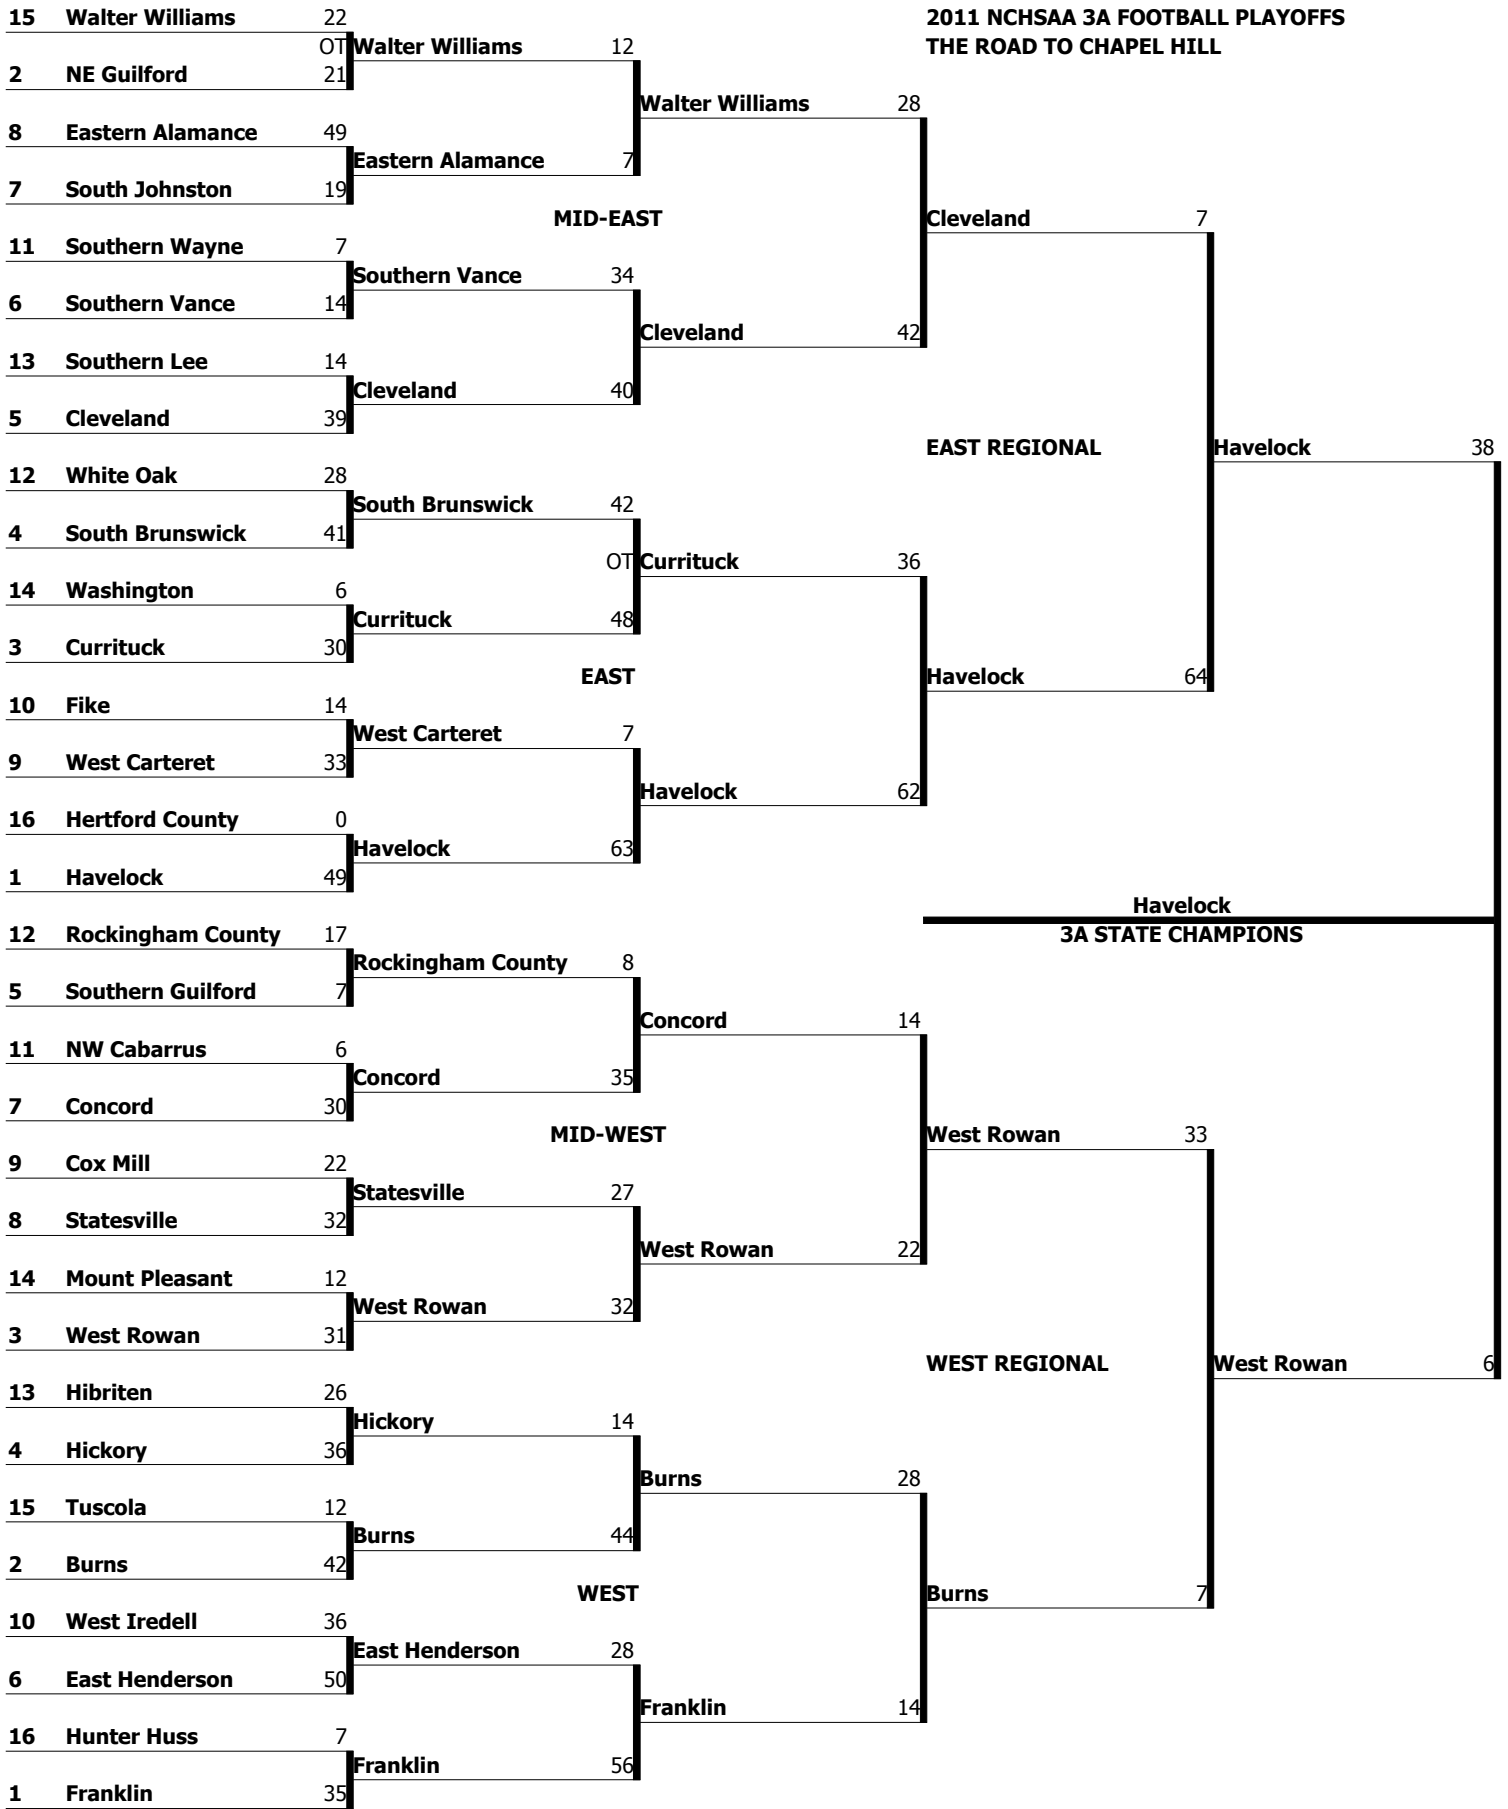 15 Walter Williams 22 2011 NCHSAA 3A FOOTBALL PLAYOFFS
OT Walter Williams 12 THE ROAD TO CHAPEL HILL
2 NE Guilford 21
Walter Williams 28
8 Eastern Alamance 49
Eastern Alamance 7
7 South Johnston 19
MID-EAST Cleveland 7
11 Southern Wayne 7
Southern Vance 34
6 Southern Vance 14
Cleveland 42
13 Southern Lee 14
Cleveland 40
5 Cleveland 39
EAST REGIONAL Havelock 38
12 White Oak 28
South Brunswick 42
4 South Brunswick 41
OT Currituck 36
14 Washington 6
Currituck 48
3 Currituck 30
EAST Havelock 64
10 Fike 14
West Carteret 7
9 West Carteret 33
Havelock 62
16 Hertford County 0
Havelock 63
1 Havelock 49
Havelock
12 Rockingham County 17 3A STATE CHAMPIONS
Rockingham County 8
5 Southern Guilford 7
Concord 14
11 NW Cabarrus 6
Concord 35
7 Concord 30
MID-WEST West Rowan 33
9 Cox Mill 22
Statesville 27
8 Statesville 32
West Rowan 22
14 Mount Pleasant 12
West Rowan 32
3 West Rowan 31
WEST REGIONAL West Rowan 6
13 Hibriten 26
Hickory 14
4 Hickory 36
Burns 28
15 Tuscola 12
Burns 44
2 Burns 42
WEST Burns 7
10 West Iredell 36
East Henderson 28
6 East Henderson 50
Franklin 14
16 Hunter Huss 7
Franklin 56
1 Franklin 35